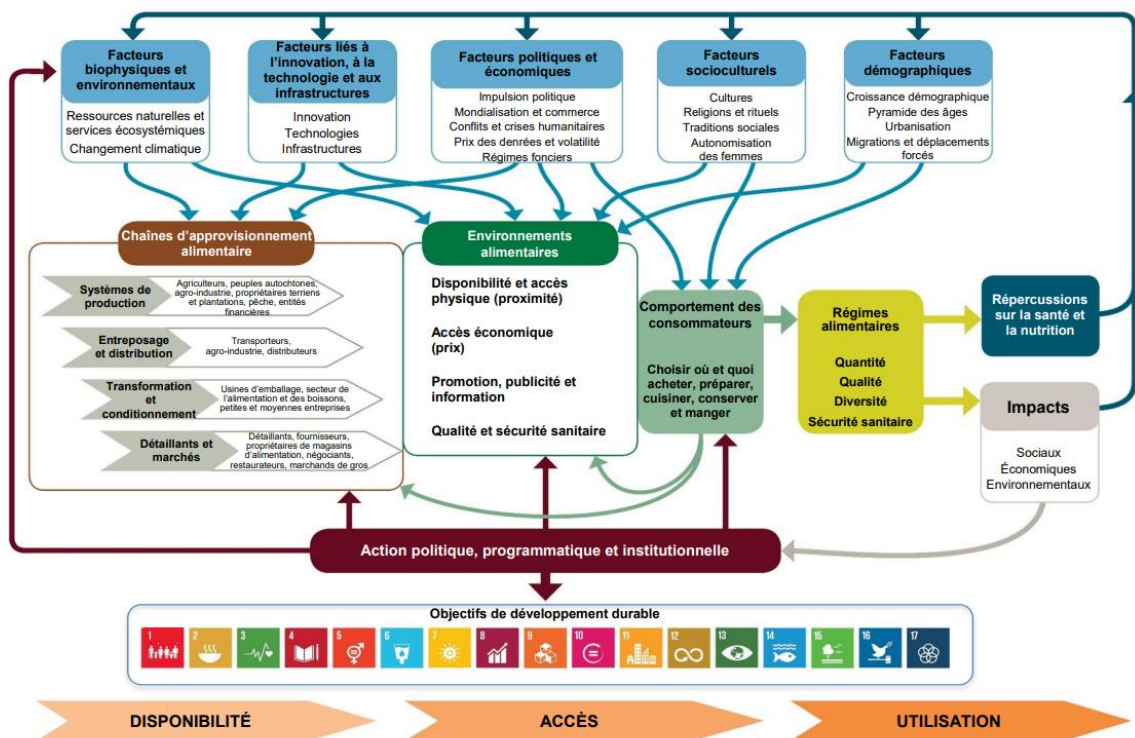 Facteurs
biophysiques et
environnementaux
Ressources naturelles et
services écosystémiques
Changement climatique
Facteurs liés à
l’innovation, à la
technologie et aux
infrastructures
Innovation
Technologies
Infrastructures
Facteurs politiques et
économiques
Impulsion politique
Mondialisation et commerce
Conflits et crises humanitaires
Prix des denrées et volatilité
Régimes fonciers
Facteurs
socioculturels
Cultures
Religions et rituels
Traditions sociales
Autonomisation
des femmes
Facteurs
démographiques
Croissance démographique
Pyramide des âges
Urbanisation
Migrations et déplacements
forcés
Chaînes d’approvisionnement
alimentaire
Systèmes de
production
Agriculteurs, peuples autochtones,
agro-industrie, propriétaires terriens
et plantations, pêche, entités
financières
Entreposage
et distribution
Transporteurs,
agro-industrie, distributeurs
Transformation
et
conditionnement
Usines d’emballage, secteur de
l’alimentation et des boissons,
petites et moyennes entreprises
Détaillants et
marchés
Détaillants, fournisseurs,
propriétaires de magasins
d’alimentation, négociants,
restaurateurs, marchands de gros
Environnements
alimentaires
Disponibilité et accès
physique (proximité)
Accès économique
(prix)
Promotion, publicité et
information
Qualité et sécurité sanitaire
Comportement des
consommateurs
Choisir où et quoi
acheter, préparer,
cuisiner, conserver
et manger
Régimes
alimentaires
Quantité
Qualité
Diversité
Sécurité sanitaire
Répercussions
sur la santé et
la nutrition
Impacts
Sociaux
Économiques
Environnementaux
Action politique, programmatique et institutionnelle
Objectifs de développement durable
1 2 3 4 5 6 7 8 9 10 11 12 13 14 15 16 17
DISPONIBILITÉ
ACCÈS
UTILISATION